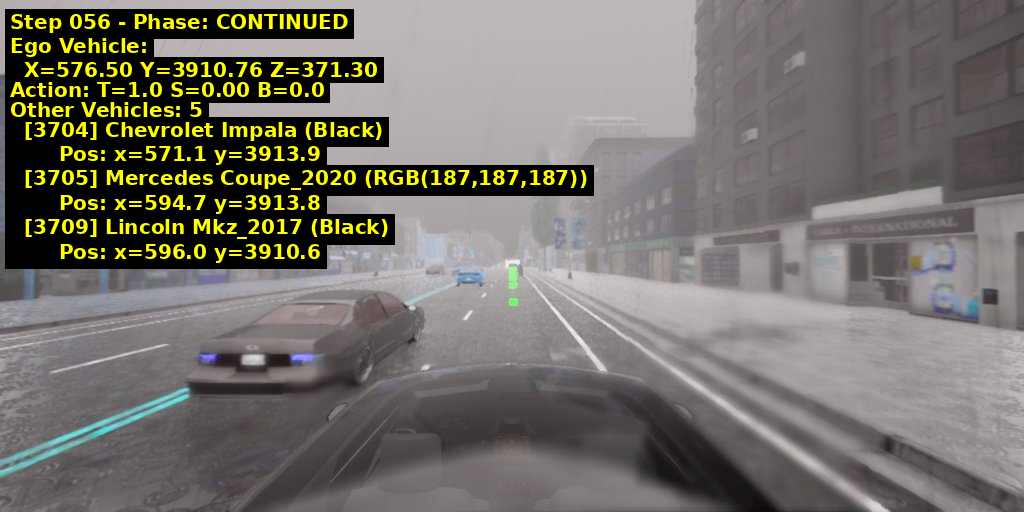 Step 056 - Phase: CONTINUED
Ego Vehicle:
X=576.50 Y=3910.76 Z=371.30
Action: T=1.0 S=0.00 B=0.0
Other Vehicles: 5
[3704] Chevrolet Impala (Black)
Pos: x=571.1 y=3913.9
[3705] Mercedes Coupe_2020 (RGB(187,187,187))
Pos: x=594.7 y=3913.8
[3709] Lincoln Mkz_2017 (Black)
Pos: x=596.0 y=3910.6
INTERNATIONAL